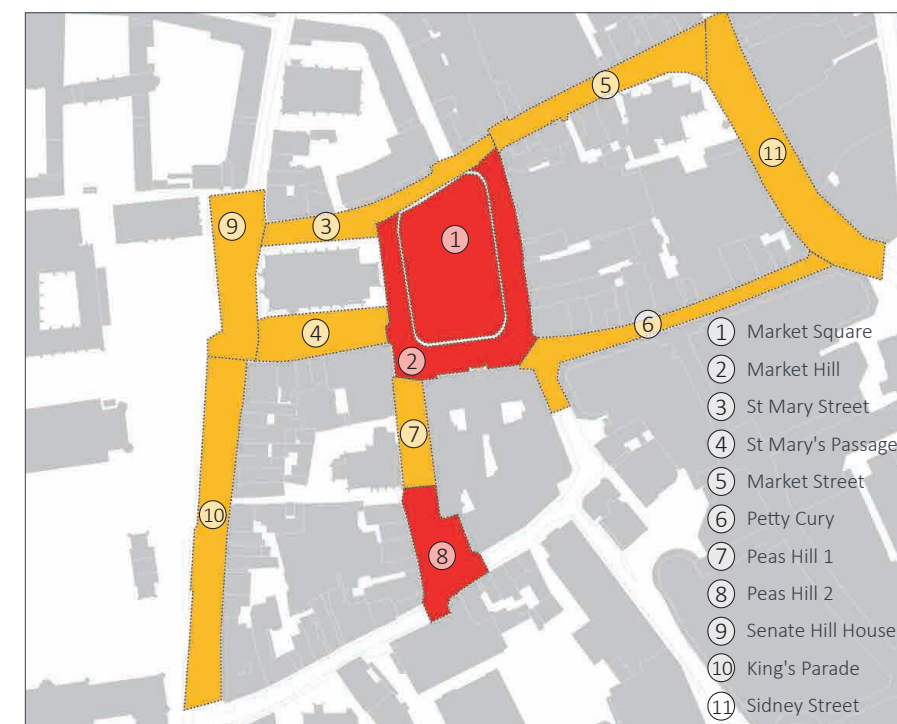 5
11
9
3
1
4
2
6
7
10
8
1 Market Square
2 Market Hill
3 St Mary Street
4 St Mary's Passage
5 Market Street
6 Petty Cury
7 Peas Hill 1
8 Peas Hill 2
9 Senate Hill House
10 King's Parade
11 Sidney Street